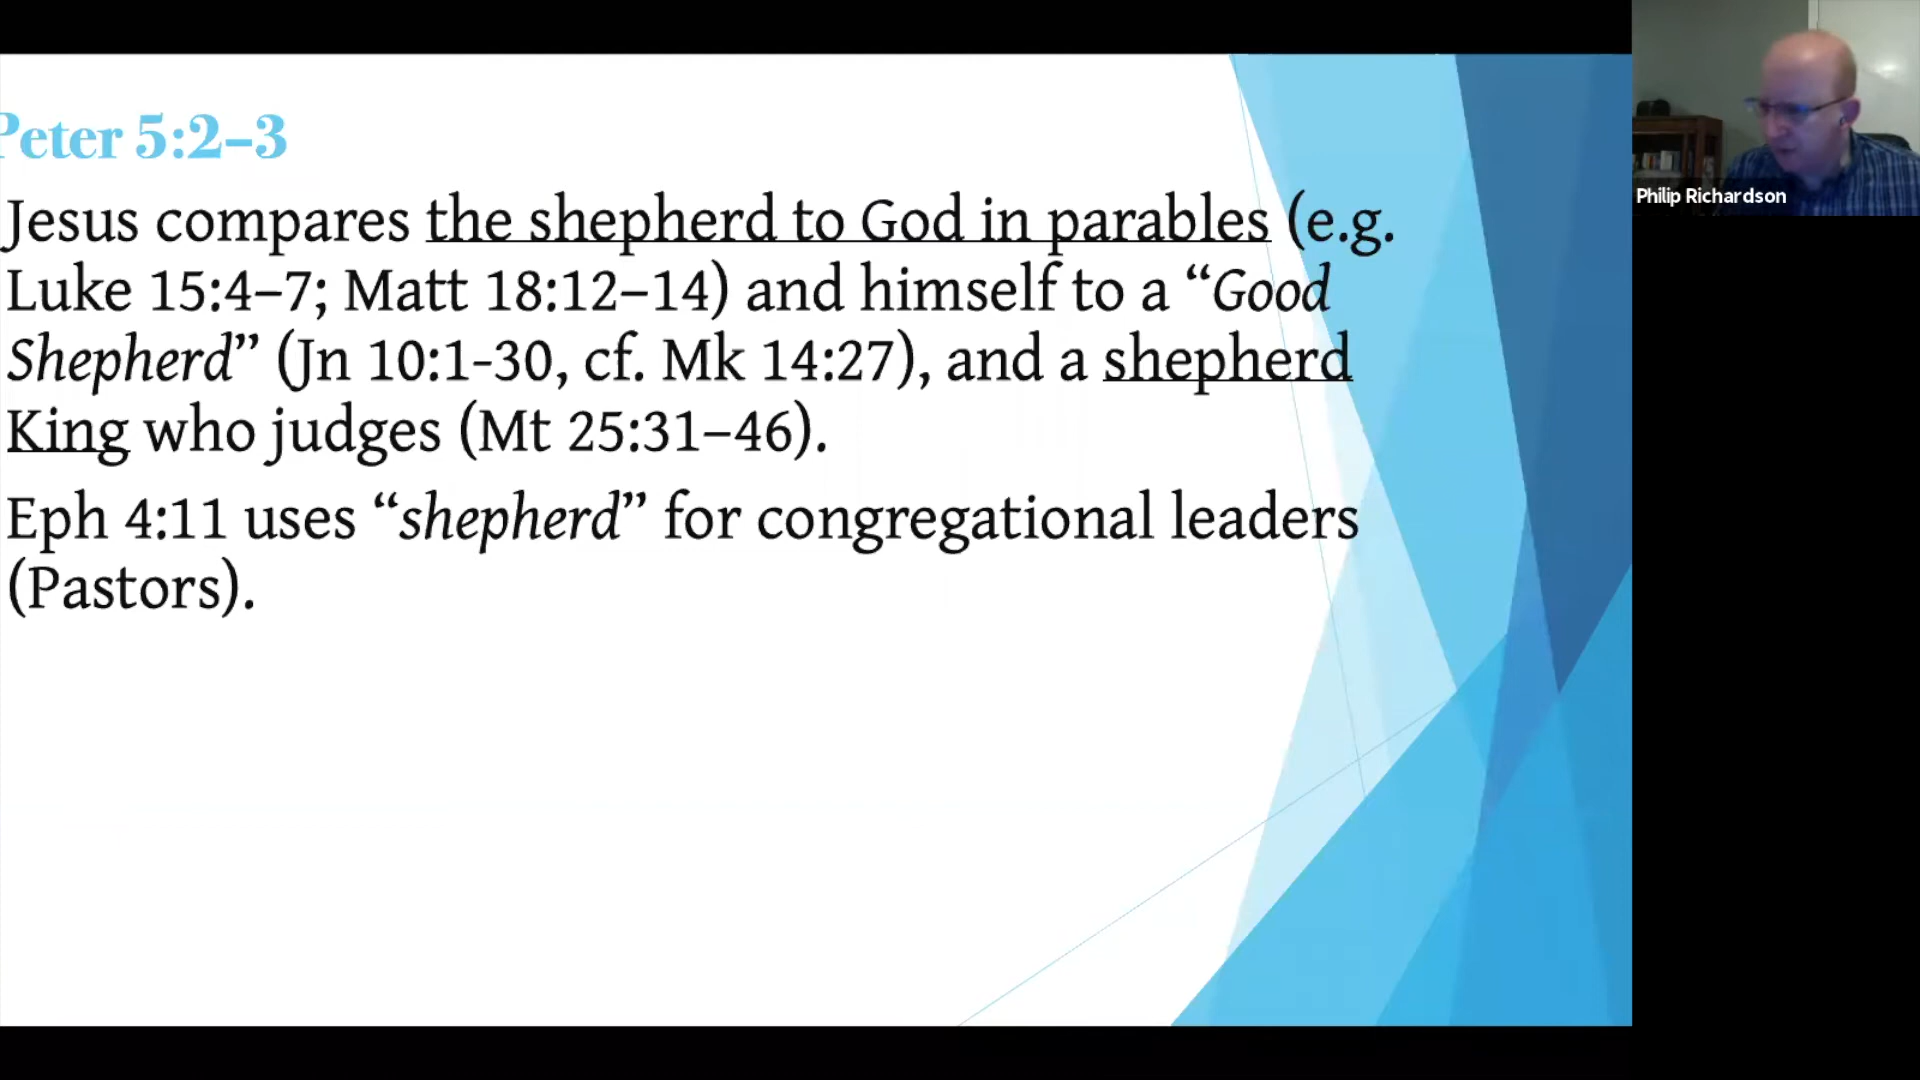 Peter 5:2–3
Jesus compares the shepherd to God in parables (e.g.
Luke 15:4–7; Matt 18:12–14) and himself to a “Good
Shepherd” (Jn 10:1-30, cf. Mk 14:27), and a shepherd
King who judges (Mt 25:31–46).
Eph 4:11 uses “shepherd” for congregational leaders
(Pastors).
Philip Richardson